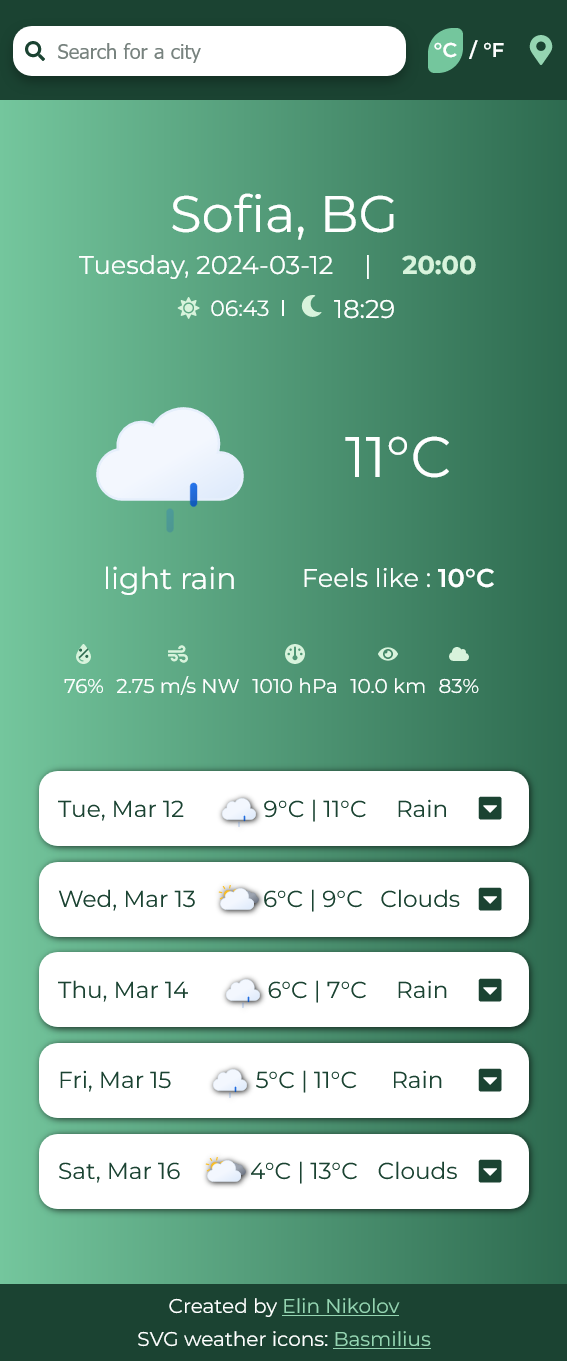 Search for a city °C / °F
Sofia, BG
Tuesday, 2024-03-12 | 20:00
06:43 | 18:29
11°C
light rain Feels like : 10°C
76% 2.75 m/s NW 1010 hPa 10.0 km 83%
Tue, Mar 12 9°C | 11°C Rain
Wed, Mar 13 6°C | 9°C Clouds
Thu, Mar 14 6°C | 7°C Rain
Fri, Mar 15 5°C | 11°C Rain
Sat, Mar 16 4°C | 13°C Clouds
Created by Elin Nikolov
SVG weather icons: Basmilius